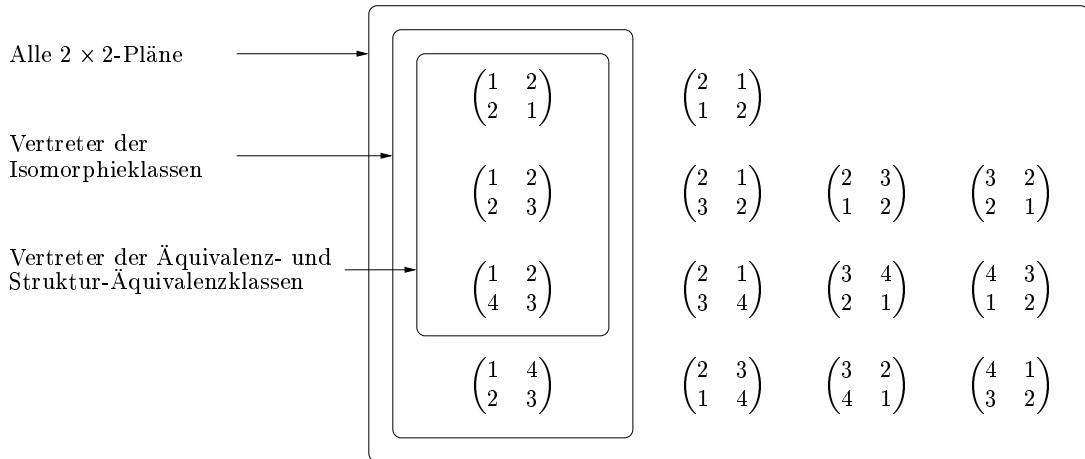 Alle 2 × 2-Pläne
(1 2) (2 1)
(2 1) (1 2)
Vertreter der
Isomorphieklassen
(1 2) (2 1) (2 3) (3 2)
(2 3) (3 2) (1 2) (2 1)
Vertreter der Äquivalenz- und
Struktur-Äquivalenzklassen
(1 2) (2 1) (3 4) (4 3)
(4 3) (3 4) (2 1) (1 2)
(1 4) (2 3) (3 2) (4 1)
(2 3) (1 4) (4 1) (3 2)